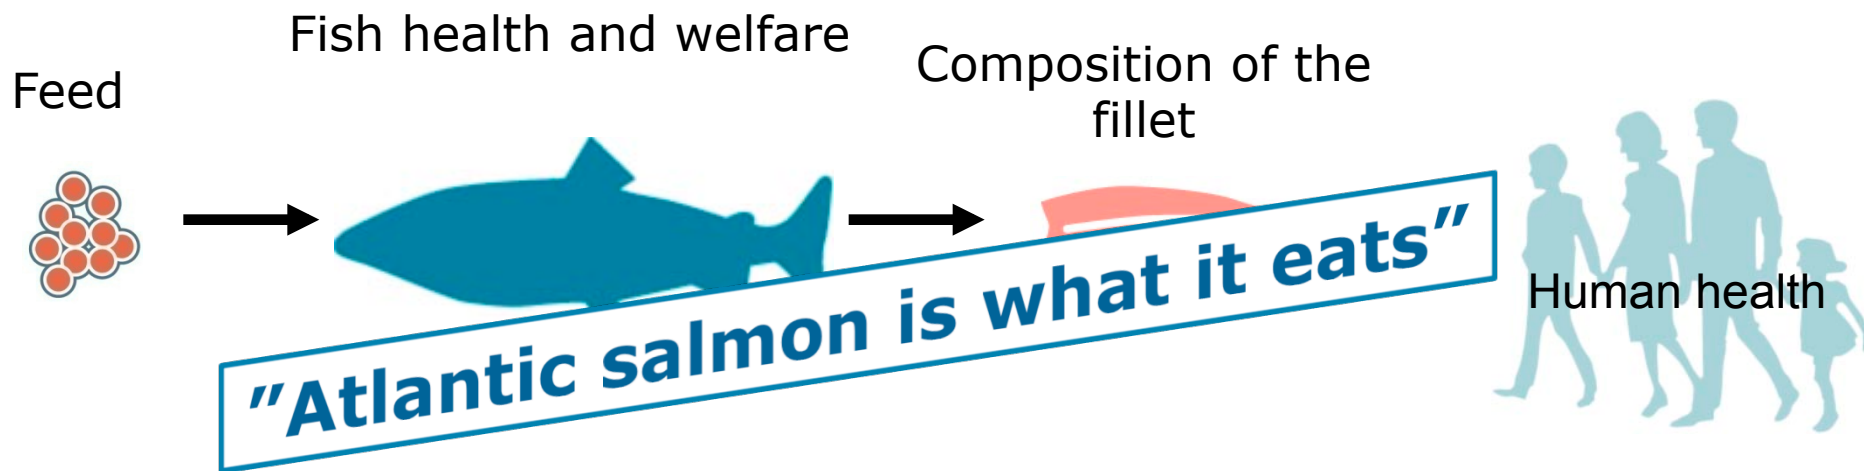 Feed
Fish health and welfare
Composition of the
fillet
Human health
”Atlantic salmon is what it eats”